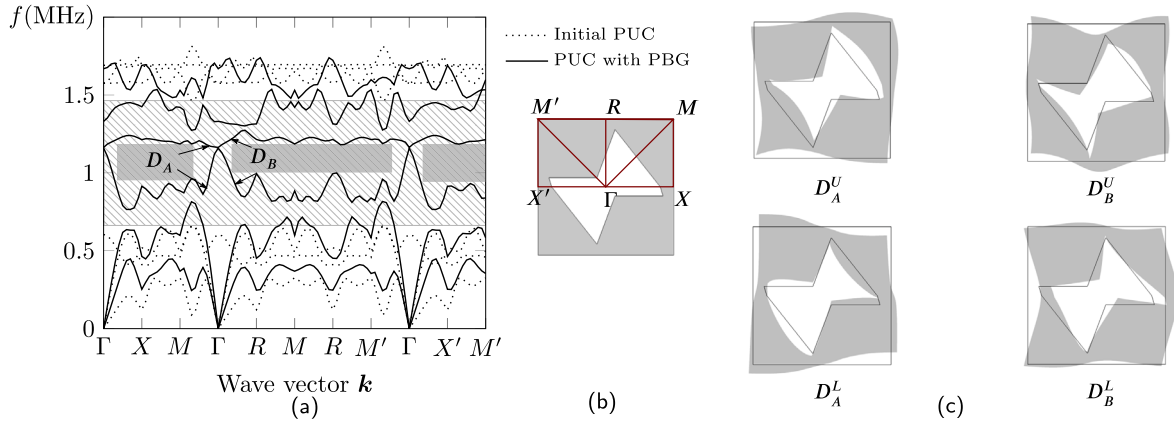 f(MHz)
1.5
1
0.5
0
D_A
D_B
Γ X M Γ R M R M′ Γ X′ M′
Wave vector k
(a)
Initial PUC
PUC with PBG
M′ R M
X′ Γ X
(b)
D_A^U
D_B^U
D_A^L
D_B^L
(c)